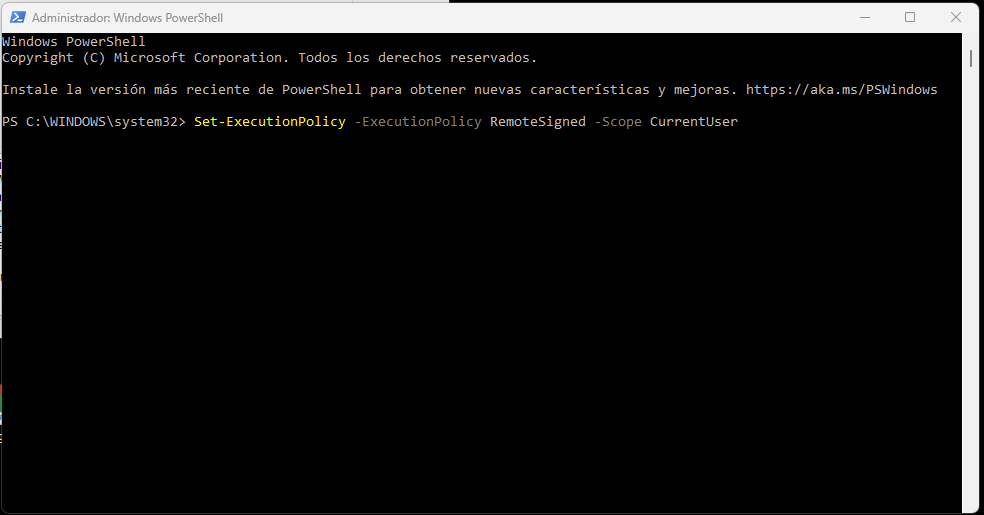 Administrador: Windows PowerShell
Windows PowerShell
Copyright (C) Microsoft Corporation. Todos los derechos reservados.
Instale la versión más reciente de PowerShell para obtener nuevas características y mejoras. https://aka.ms/PSWindows
PS C:\WINDOWS\system32> Set-ExecutionPolicy -ExecutionPolicy RemoteSigned -Scope CurrentUser